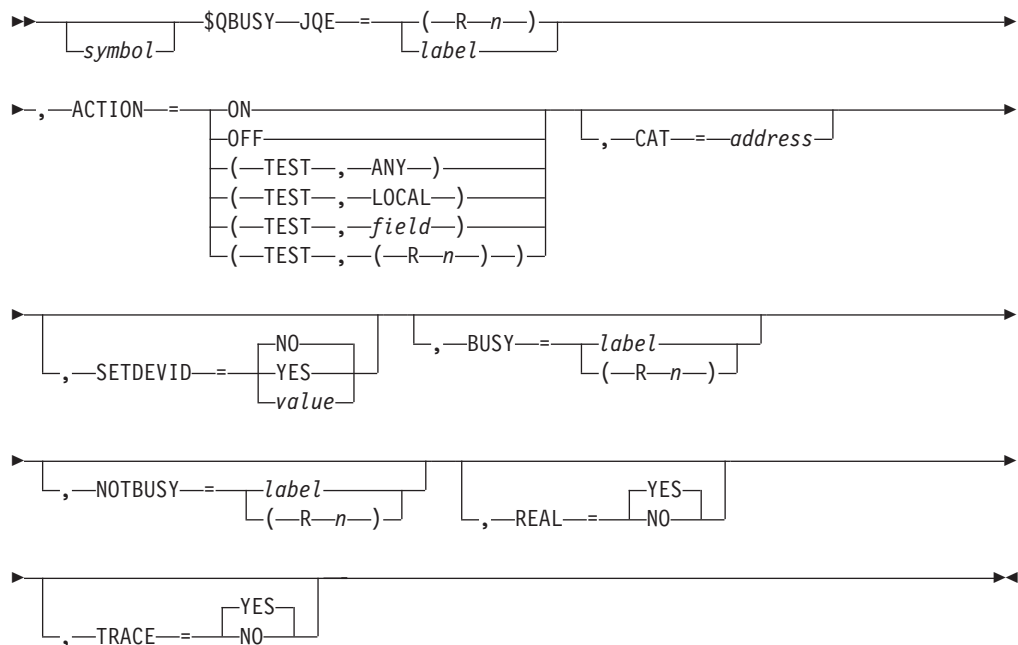 $QBUSY JQE = ( R n )
symbol label
, ACTION = ON
OFF , CAT = address
( TEST , ANY )
( TEST , LOCAL )
( TEST , field )
( TEST , ( R n ) )
NO
, SETDEVID = YES
value
, BUSY = label
( R n )
, NOTBUSY = label
( R n )
YES
, REAL = NO
YES
, TRACE = NO